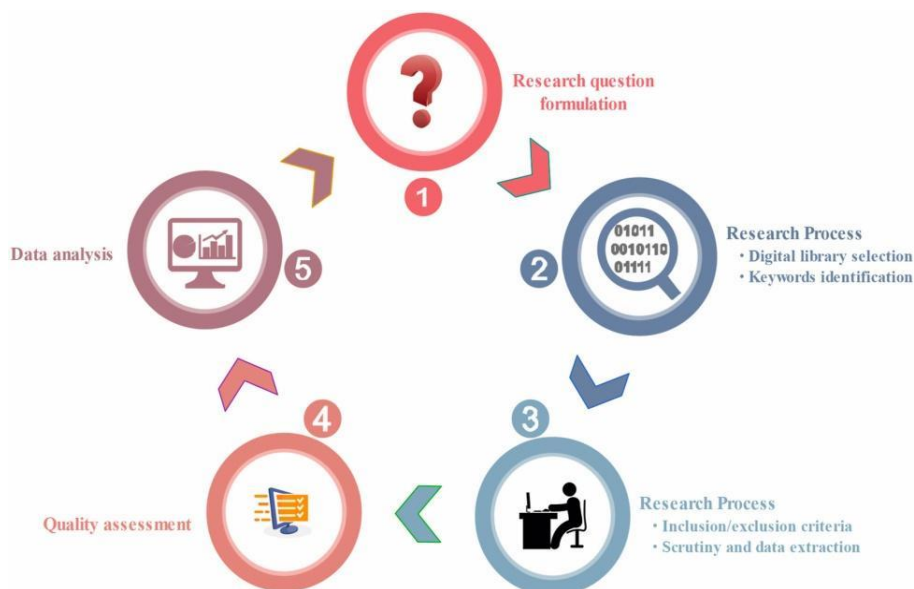 Research question
formulation
1
2
01011
0010110
01111
Research Process
• Digital library selection
• Keywords identification
3
Research Process
• Inclusion/exclusion criteria
• Scrutiny and data extraction
4
Quality assessment
5
Data analysis